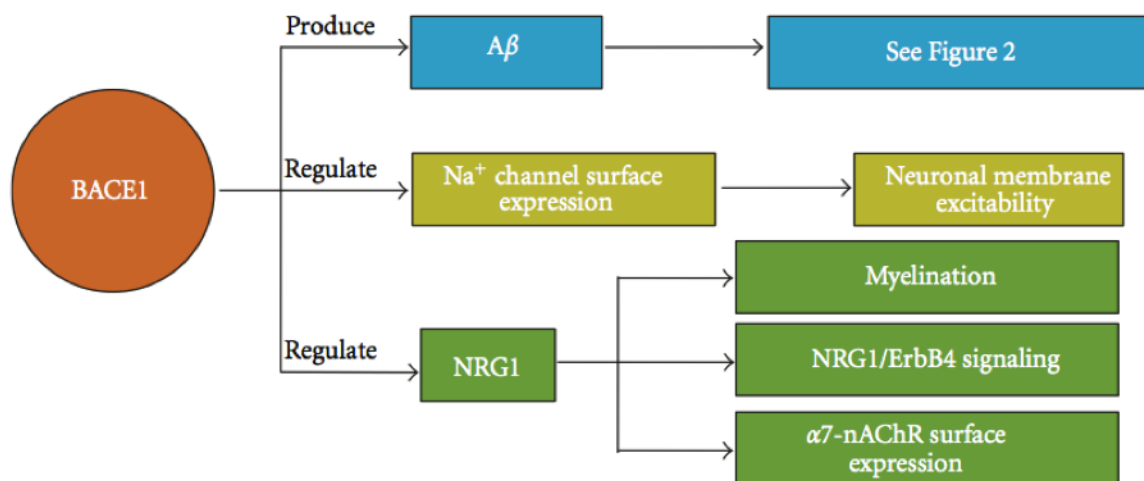 Produce
Aβ
See Figure 2
BACE1
Regulate
Na⁺ channel surface
expression
Neuronal membrane
excitability
Myelination
Regulate
NRG1
NRG1/ErbB4 signaling
α7-nAChR surface
expression